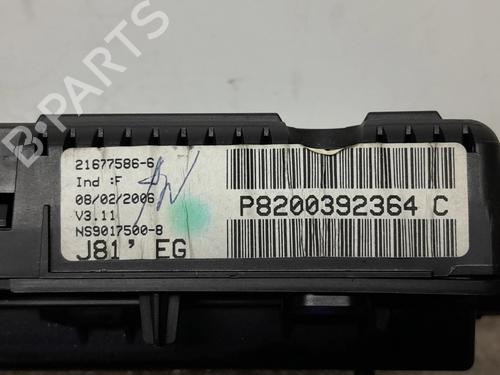 B-PARTS
21677586-6
Ind :F
08/02/2006
V3.11
NS9017500-8
J81' EG
P8200392364 C